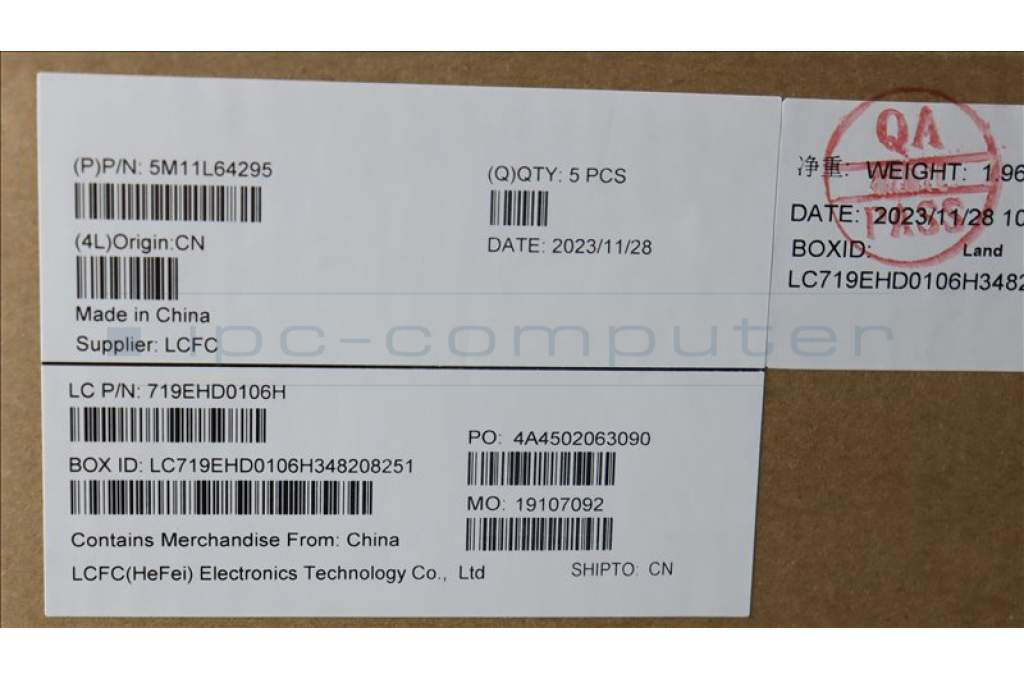 (P)P/N: 5M11L64295
(Q)QTY: 5 PCS
(4L)Origin:CN
DATE: 2023/11/28
Made in China
Supplier: LCFC
净重: WEIGHT: 1.96
DATE: 2023/11/28 10
BOXID: Land
LC719EHD0106H3482
QA
PASS
ipc-computer
LC P/N: 719EHD0106H
PO: 4A4502063090
BOX ID: LC719EHD0106H348208251
MO: 19107092
Contains Merchandise From: China
LCFC(HeFei) Electronics Technology Co., Ltd
SHIPTO: CN